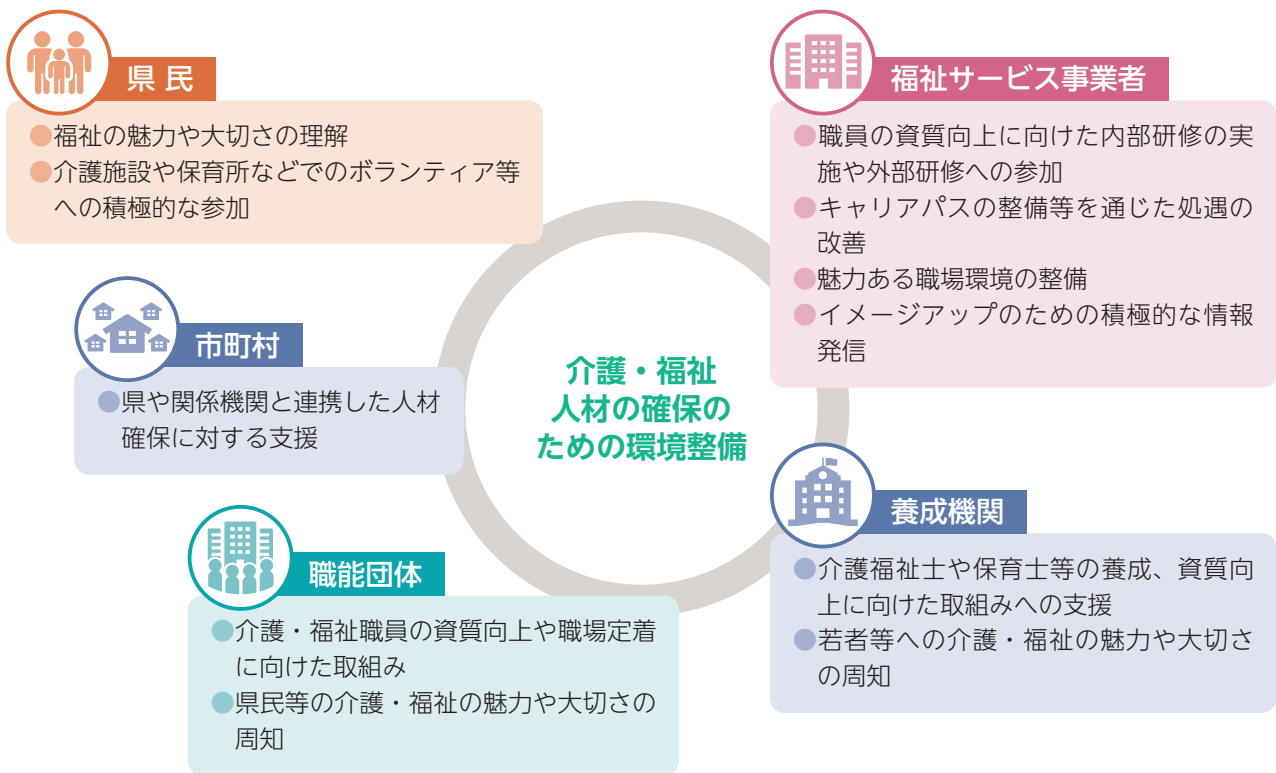 県民
●福祉の魅力や大切さの理解
●介護施設や保育所などでのボランティア等
への積極的な参加
福祉サービス事業者
●職員の資質向上に向けた内部研修の実
施や外部研修への参加
●キャリアパスの整備等を通じた処遇の
改善
●魅力ある職場環境の整備
●イメージアップのための積極的な情報
発信
市町村
●県や関係機関と連携した人材
確保に対する支援
介護・福祉
人材の確保の
ための環境整備
職能団体
●介護・福祉職員の資質向上や職場定着
に向けた取組み
●県民等の介護・福祉の魅力や大切さの
周知
養成機関
●介護福祉士や保育士等の養成、資質向
上に向けた取組みへの支援
●若者等への介護・福祉の魅力や大切さ
の周知